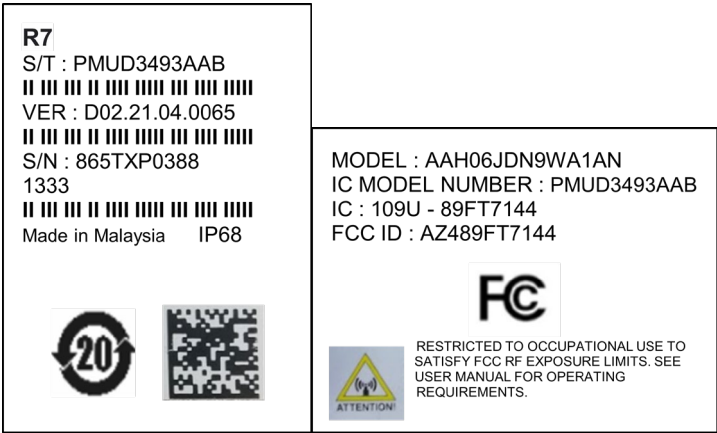 R7
S/T : PMUD3493AAB
VER : D02.21.04.0065
S/N : 865TXP0388
1333
Made in Malaysia IP68
20
MODEL : AAH06JDN9WA1AN
IC MODEL NUMBER : PMUD3493AAB
IC : 109U - 89FT7144
FCC ID : AZ489FT7144
FC
RESTRICTED TO OCCUPATIONAL USE TO
SATISFY FCC RF EXPOSURE LIMITS. SEE
USER MANUAL FOR OPERATING
REQUIREMENTS.
ATTENTION!